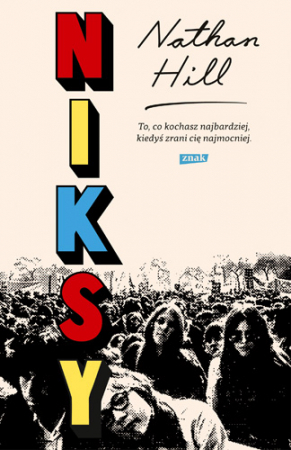 NIKSY
Nathan
Hill
To, co kochasz najbardziej,
kiedyś zrani cię najmocniej.
znak